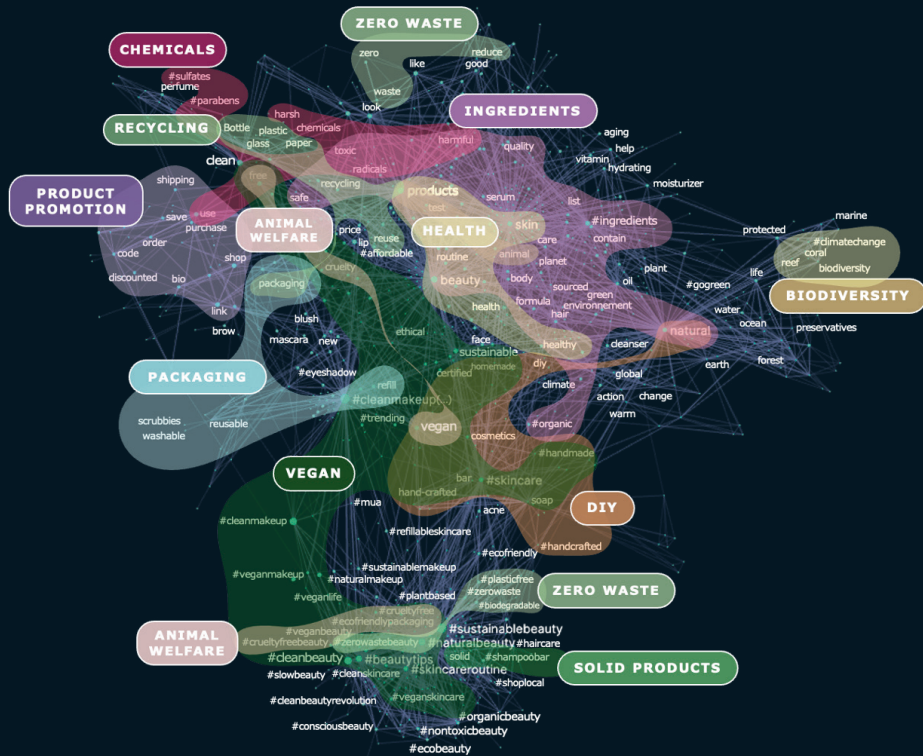 ZERO WASTE
CHEMICALS
zero
reduce
like
good
#sulfates
perfume
#parabens
waste
look
INGREDIENTS
harsh
chemicals
RECYCLING
Bottle
plastic
glass
paper
toxic
harmful
quality
aging
help
clean
radicals
vitamin
hydrating
PRODUCT
PROMOTION
shipping
free
recycling
products
serum
moisturizer
safe
test
list
save
use
purchase
ANIMAL
WELFARE
price
lip
#affordable
reuse
HEALTH
skin
care
#ingredients
contain
marine
protected
#climatechange
coral
reef
biodiversity
order
code
shop
routine
animal
planet
cruelty
discounted
bio
packaging
beauty
body
sourced
green
environnement
oil
plant
#gogreen
life
BIODIVERSITY
link
brow
blush
mascara
new
health
formula
hair
water
ocean
preservatives
ethical
natural
face
sustainable
healthy
cleanser
diy
homemade
certified
#eyeshadow
PACKAGING
refill
#cleanmakeup(...)
#trending
climate
global
action
change
warm
earth
forest
scrubbies
washable
reusable
vegan
cosmetics
#organic
#handmade
VEGAN
bar
#skincare
hand-crafted
soap
DIY
#mua
acne
#cleanmakeup
#refillableskincare
#handcrafted
#ecofriendly
#veganmakeup
#sustainablemakeup
#naturalmakeup
#plasticfree
#zerowaste
#biodegradable
ZERO WASTE
#veganlife
#plantbased
#crueltyfree
#ecofriendlypackaging
#veganbeauty
ANIMAL
WELFARE
#crueltyfreebeauty
#zerowastebeauty
#sustainablebeauty
#naturalbeauty
#haircare
#cleanbeauty
#beautytips
solid
#shampoobar
SOLID PRODUCTS
#slowbeauty
#cleanskincare
#skincareroutine
#shoplocal
#cleanbeautyrevolution
#veganskincare
#consciousbeauty
#organicbeauty
#nontoxicbeauty
#ecobeauty